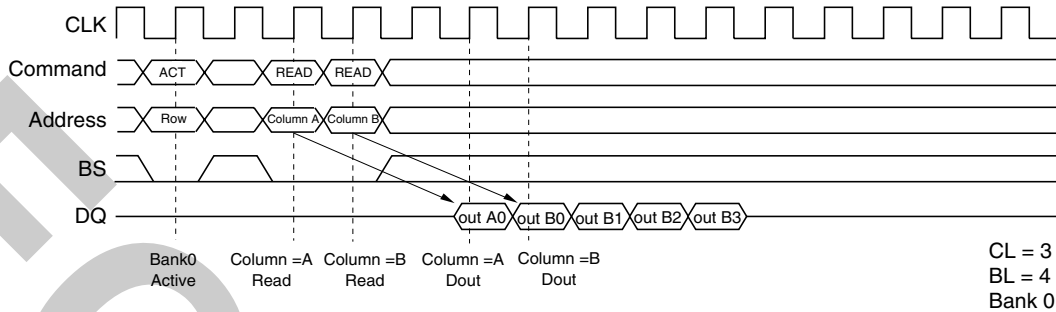 CLK
Command ACT READ READ
Address Row Column A Column B
BS
DQ out A0 out B0 out B1 out B2 out B3
Bank0 Column =A Column =B Column =A Column =B
Active Read Read Dout Dout
CL = 3
BL = 4
Bank 0